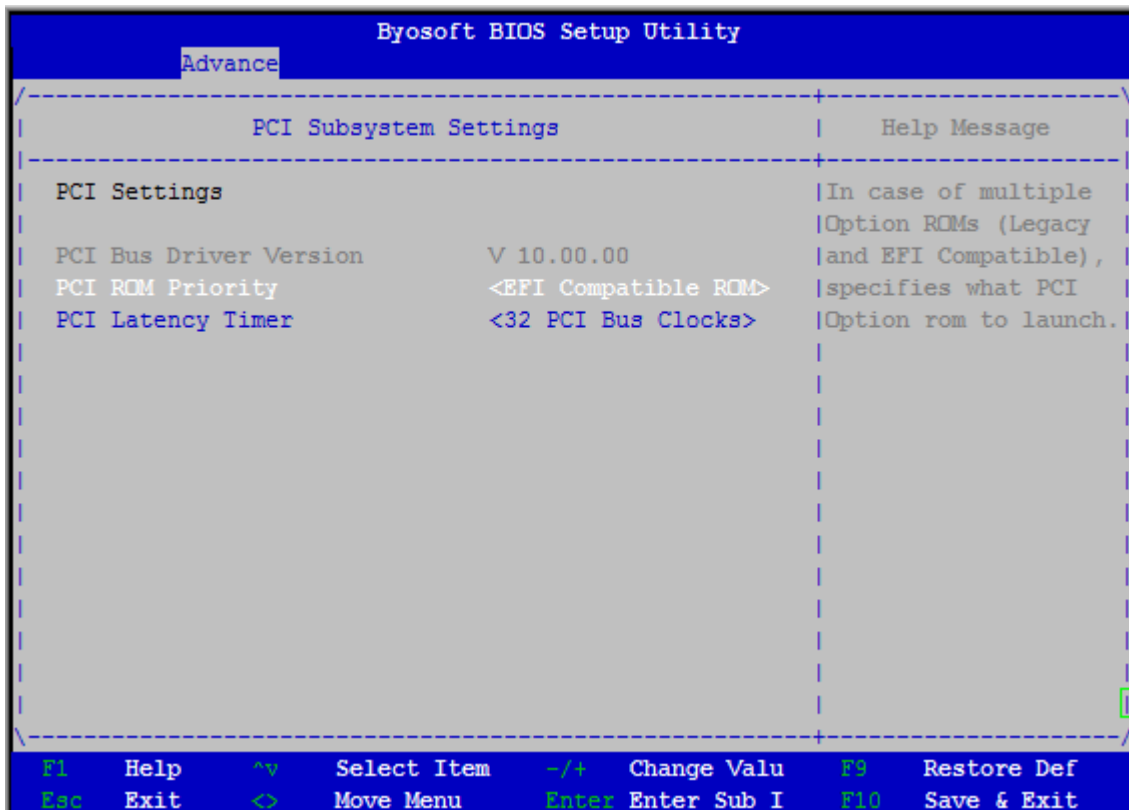 Byosoft BIOS Setup Utility
Advance
PCI Subsystem Settings
Help Message
PCI Settings
In case of multiple
Option ROMs (Legacy
and EFI Compatible),
specifies what PCI
Option rom to launch.
PCI Bus Driver Version V 10.00.00
PCI ROM Priority <EFI Compatible ROM>
PCI Latency Timer <32 PCI Bus Clocks>
F1 Help ^v Select Item -/+ Change Valu F9 Restore Def
Esc Exit <> Move Menu Enter Enter Sub I F10 Save & Exit